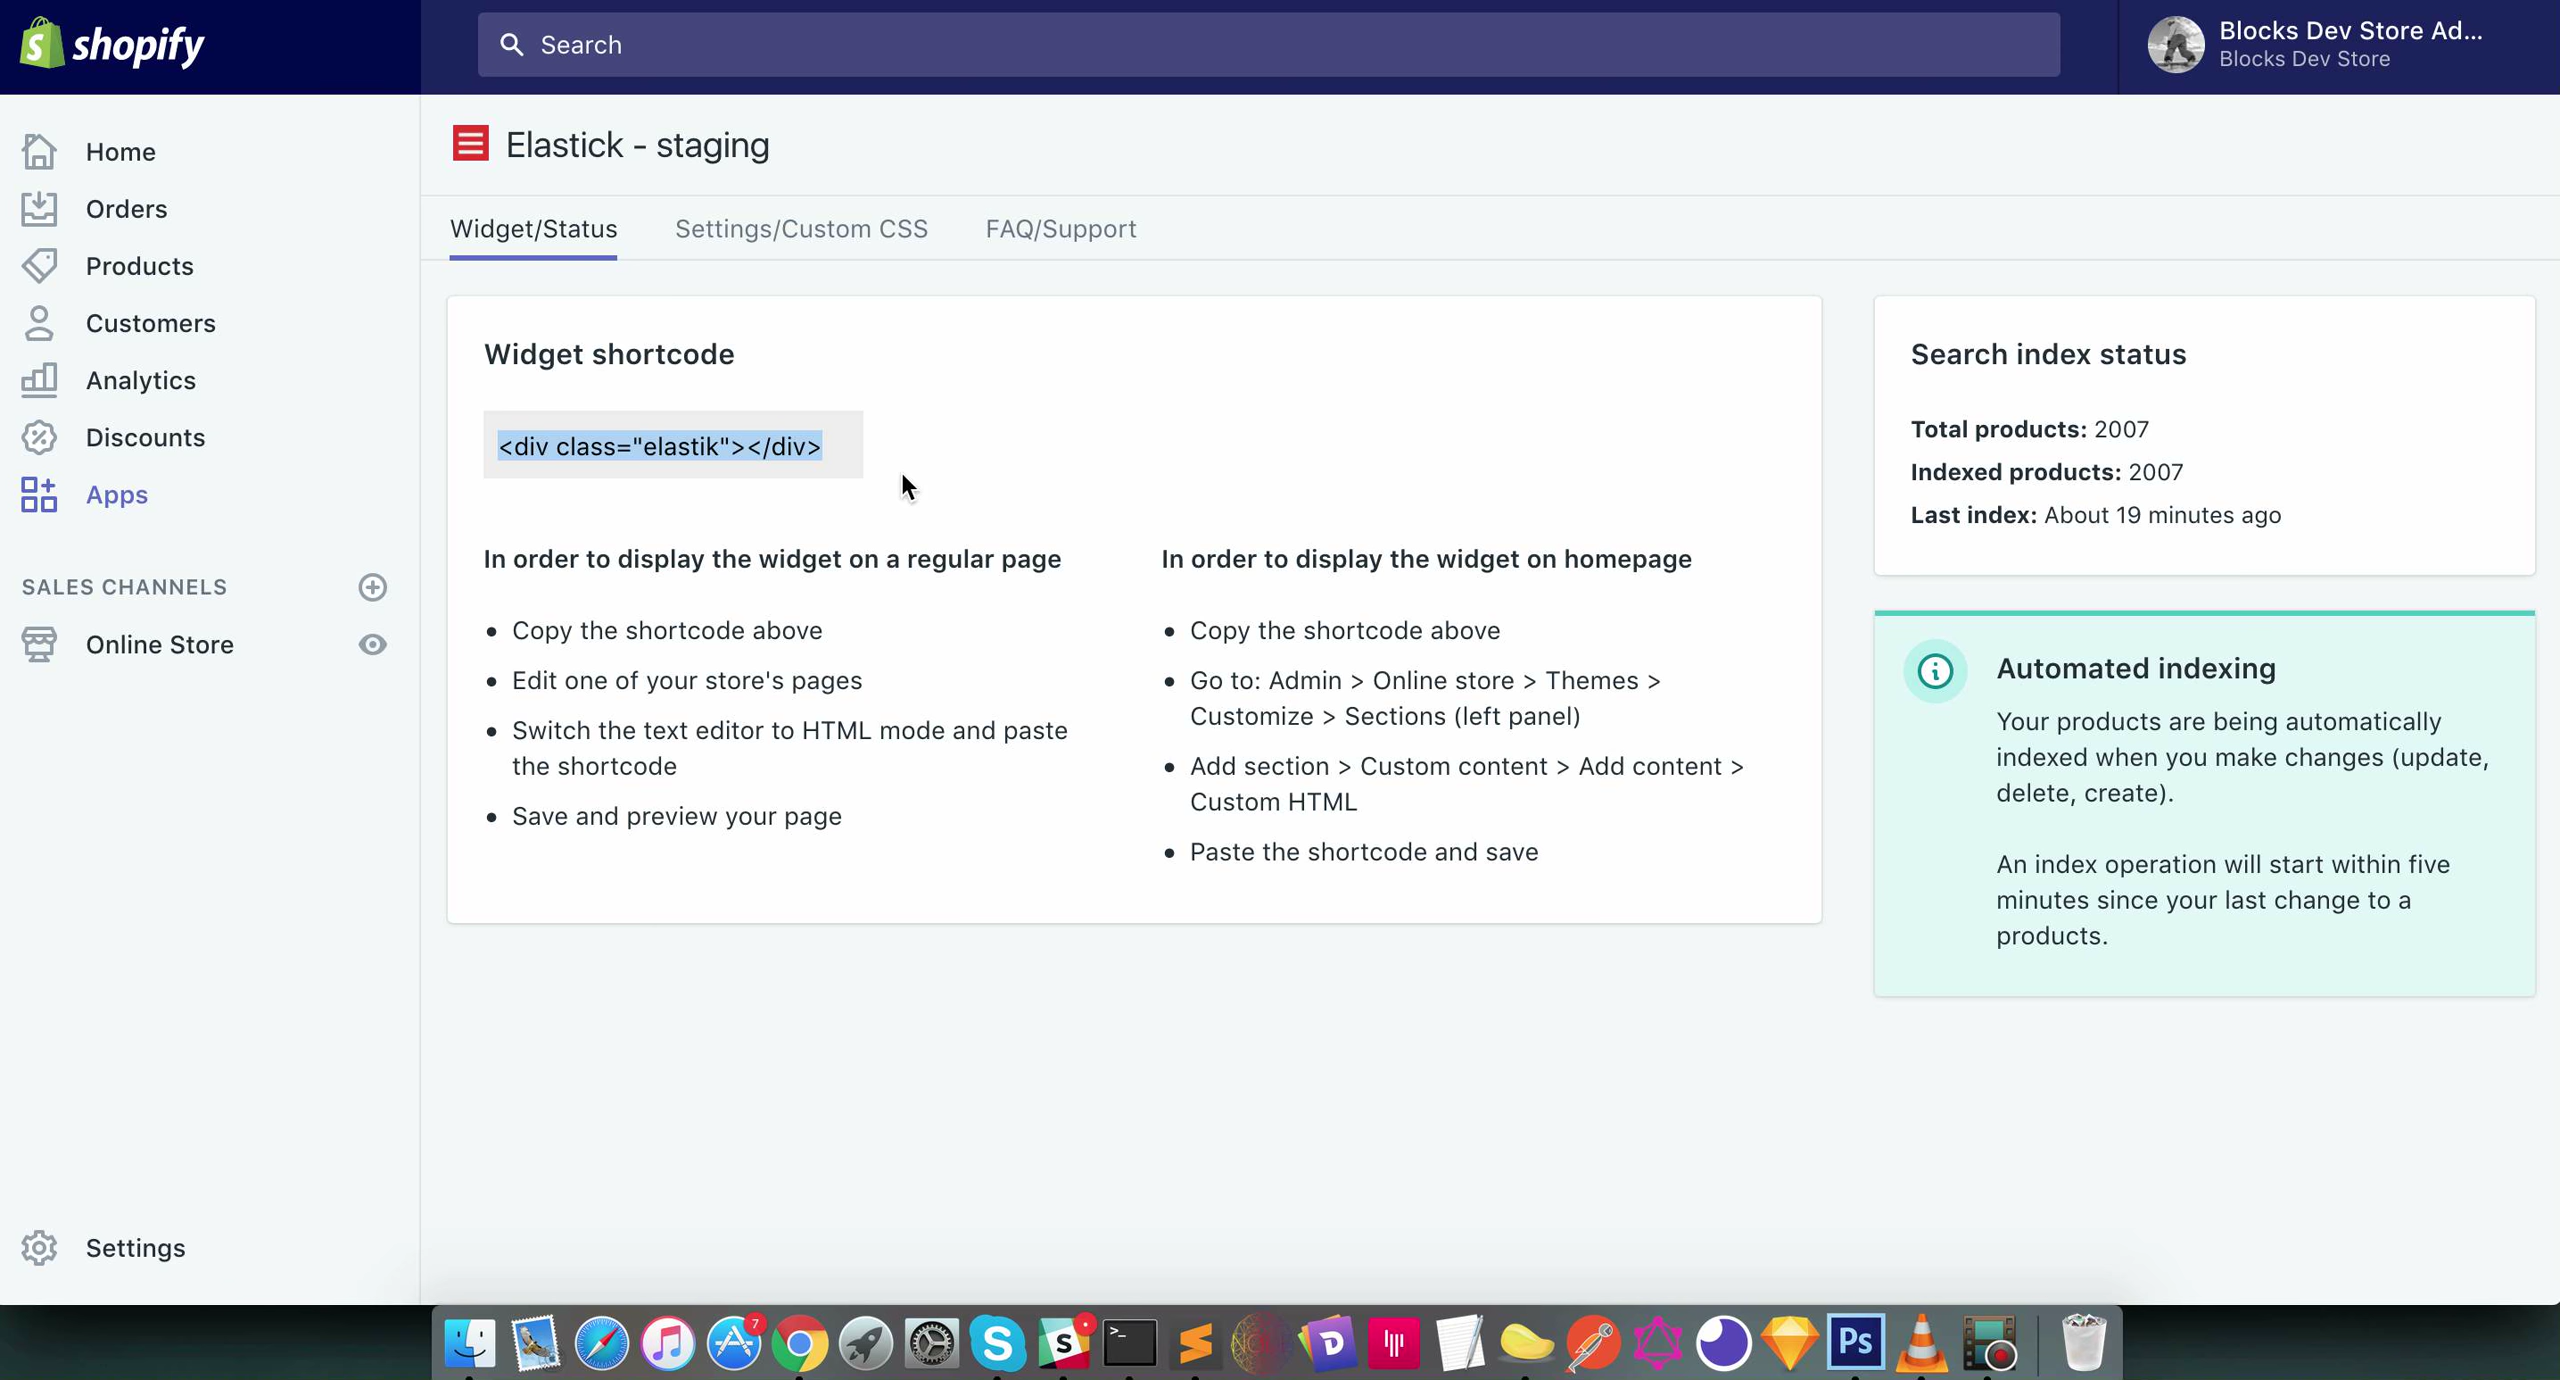 shopify
Search
Blocks Dev Store Ad...
Blocks Dev Store
Home
Orders
Products
Customers
Analytics
Discounts
Apps
SALES CHANNELS
Online Store
Settings
Elastick - staging
Widget/Status
Settings/Custom CSS
FAQ/Support
Widget shortcode
<div class="elastik"></div>
In order to display the widget on a regular page
Copy the shortcode above
Edit one of your store's pages
Switch the text editor to HTML mode and paste
the shortcode
Save and preview your page
In order to display the widget on homepage
Copy the shortcode above
Go to: Admin > Online store > Themes >
Customize > Sections (left panel)
Add section > Custom content > Add content >
Custom HTML
Paste the shortcode and save
Search index status
Total products: 2007
Indexed products: 2007
Last index: About 19 minutes ago
Automated indexing
Your products are being automatically
indexed when you make changes (update,
delete, create).
An index operation will start within five
minutes since your last change to a
products.
7
S
S
>_
D
Ps